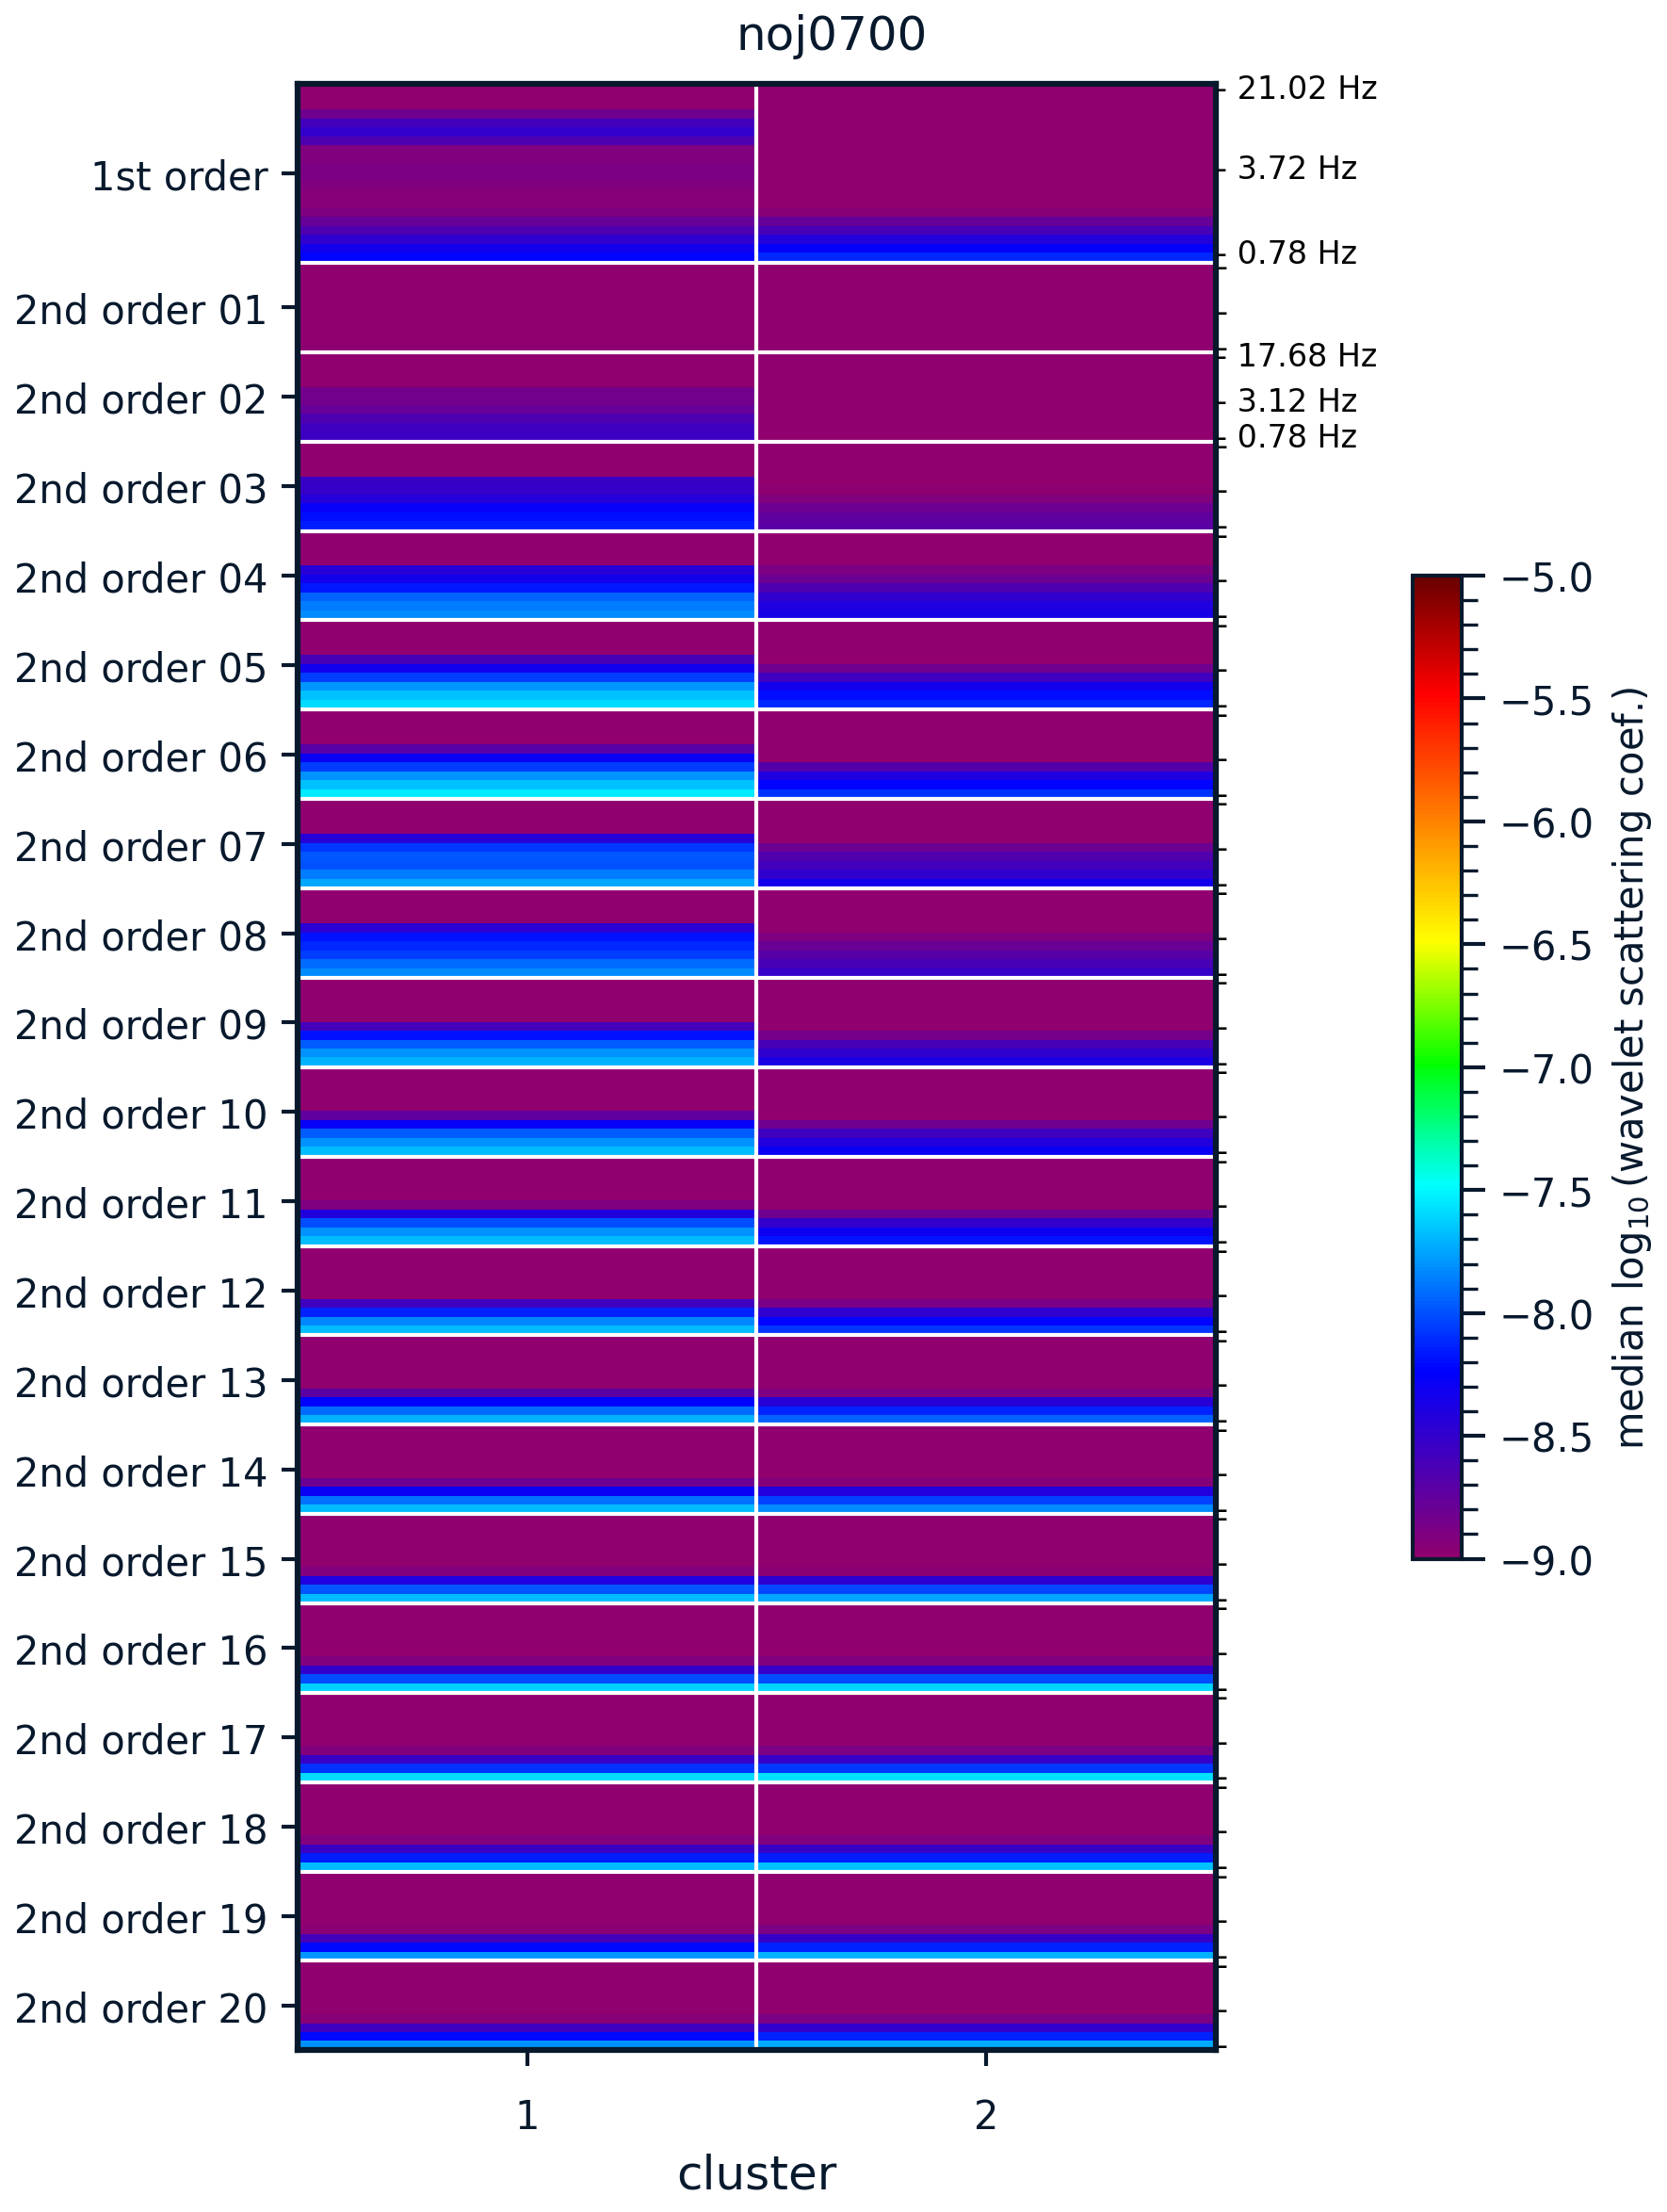 noj0700
21.02 Hz
1st order
3.72 Hz
0.78 Hz
2nd order 01
17.68 Hz
2nd order 02
3.12 Hz
0.78 Hz
2nd order 03
2nd order 04
2nd order 05
2nd order 06
2nd order 07
2nd order 08
2nd order 09
2nd order 10
2nd order 11
2nd order 12
2nd order 13
2nd order 14
2nd order 15
2nd order 16
2nd order 17
2nd order 18
2nd order 19
2nd order 20
1
2
cluster
−5.0
−5.5
−6.0
−6.5
−7.0
−7.5
−8.0
−8.5
−9.0
median log₁₀(wavelet scattering coef.)